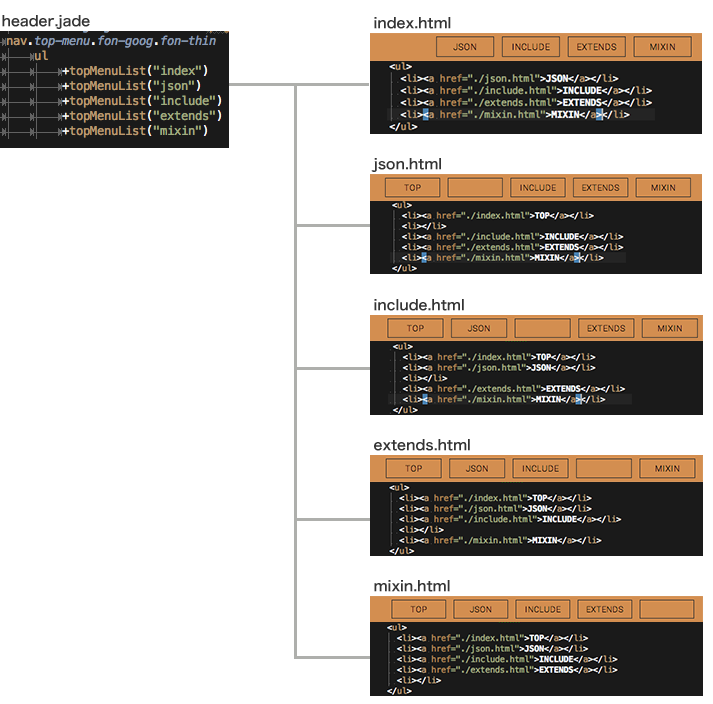 header.jade
nav.top-menu.fon-goog.fon-thin
ul
+topMenuList("index")
+topMenuList("json")
+topMenuList("include")
+topMenuList("extends")
+topMenuList("mixin")
index.html
JSON INCLUDE EXTENDS MIXIN
<ul>
<li><a href="./json.html">JSON</a></li>
<li><a href="./include.html">INCLUDE</a></li>
<li><a href="./extends.html">EXTENDS</a></li>
<li><a href="./mixin.html">MIXIN</a></li>
</ul>
json.html
TOP INCLUDE EXTENDS MIXIN
<ul>
<li><a href="./index.html">TOP</a></li>
<li></li>
<li><a href="./include.html">INCLUDE</a></li>
<li><a href="./extends.html">EXTENDS</a></li>
<li><a href="./mixin.html">MIXIN</a></li>
</ul>
include.html
TOP JSON EXTENDS MIXIN
<ul>
<li><a href="./index.html">TOP</a></li>
<li><a href="./json.html">JSON</a></li>
<li></li>
<li><a href="./extends.html">EXTENDS</a></li>
<li><a href="./mixin.html">MIXIN</a></li>
</ul>
extends.html
TOP JSON INCLUDE MIXIN
<ul>
<li><a href="./index.html">TOP</a></li>
<li><a href="./json.html">JSON</a></li>
<li><a href="./include.html">INCLUDE</a></li>
<li></li>
<li><a href="./mixin.html">MIXIN</a></li>
</ul>
mixin.html
TOP JSON INCLUDE EXTENDS
<ul>
<li><a href="./index.html">TOP</a></li>
<li><a href="./json.html">JSON</a></li>
<li><a href="./include.html">INCLUDE</a></li>
<li><a href="./extends.html">EXTENDS</a></li>
<li></li>
</ul>